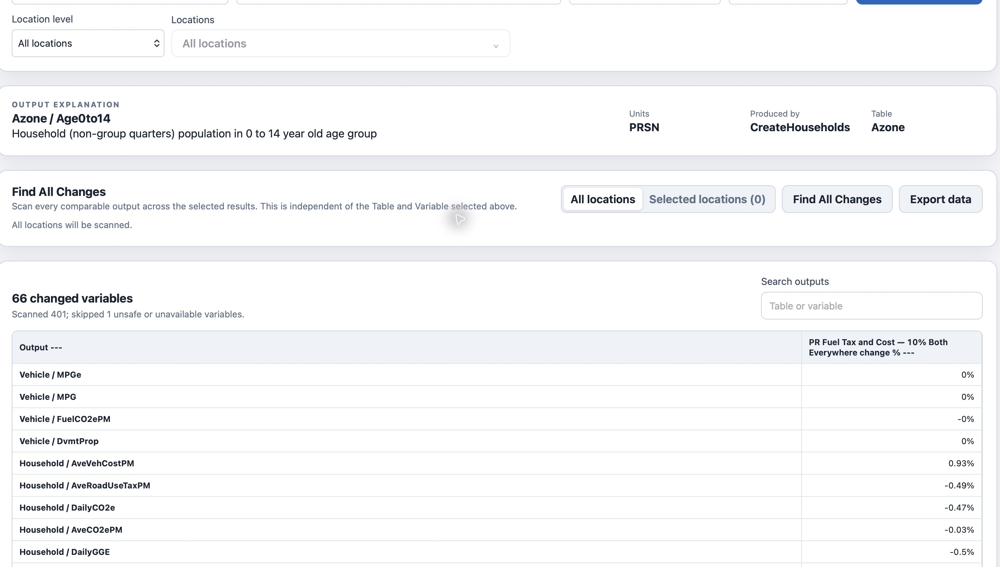 Location level
Locations
All locations
All locations
OUTPUT EXPLANATION
Azone / Age0to14
Household (non-group quarters) population in 0 to 14 year old age group
Units
PRSN
Produced by
CreateHouseholds
Table
Azone
Find All Changes
Scan every comparable output across the selected results. This is independent of the Table and Variable selected above.
All locations will be scanned.
All locations
Selected locations (0)
Find All Changes
Export data
66 changed variables
Scanned 401; skipped 1 unsafe or unavailable variables.
Search outputs
Table or variable
Output ---
PR Fuel Tax and Cost — 10% Both
Everywhere change % ---
Vehicle / MPGe
0%
Vehicle / MPG
0%
Vehicle / FuelCO2ePM
-0%
Vehicle / DvmtProp
0%
Household / AveVehCostPM
0.93%
Household / AveRoadUseTaxPM
-0.49%
Household / DailyCO2e
-0.47%
Household / AveCO2ePM
-0.03%
Household / DailyGGE
-0.5%